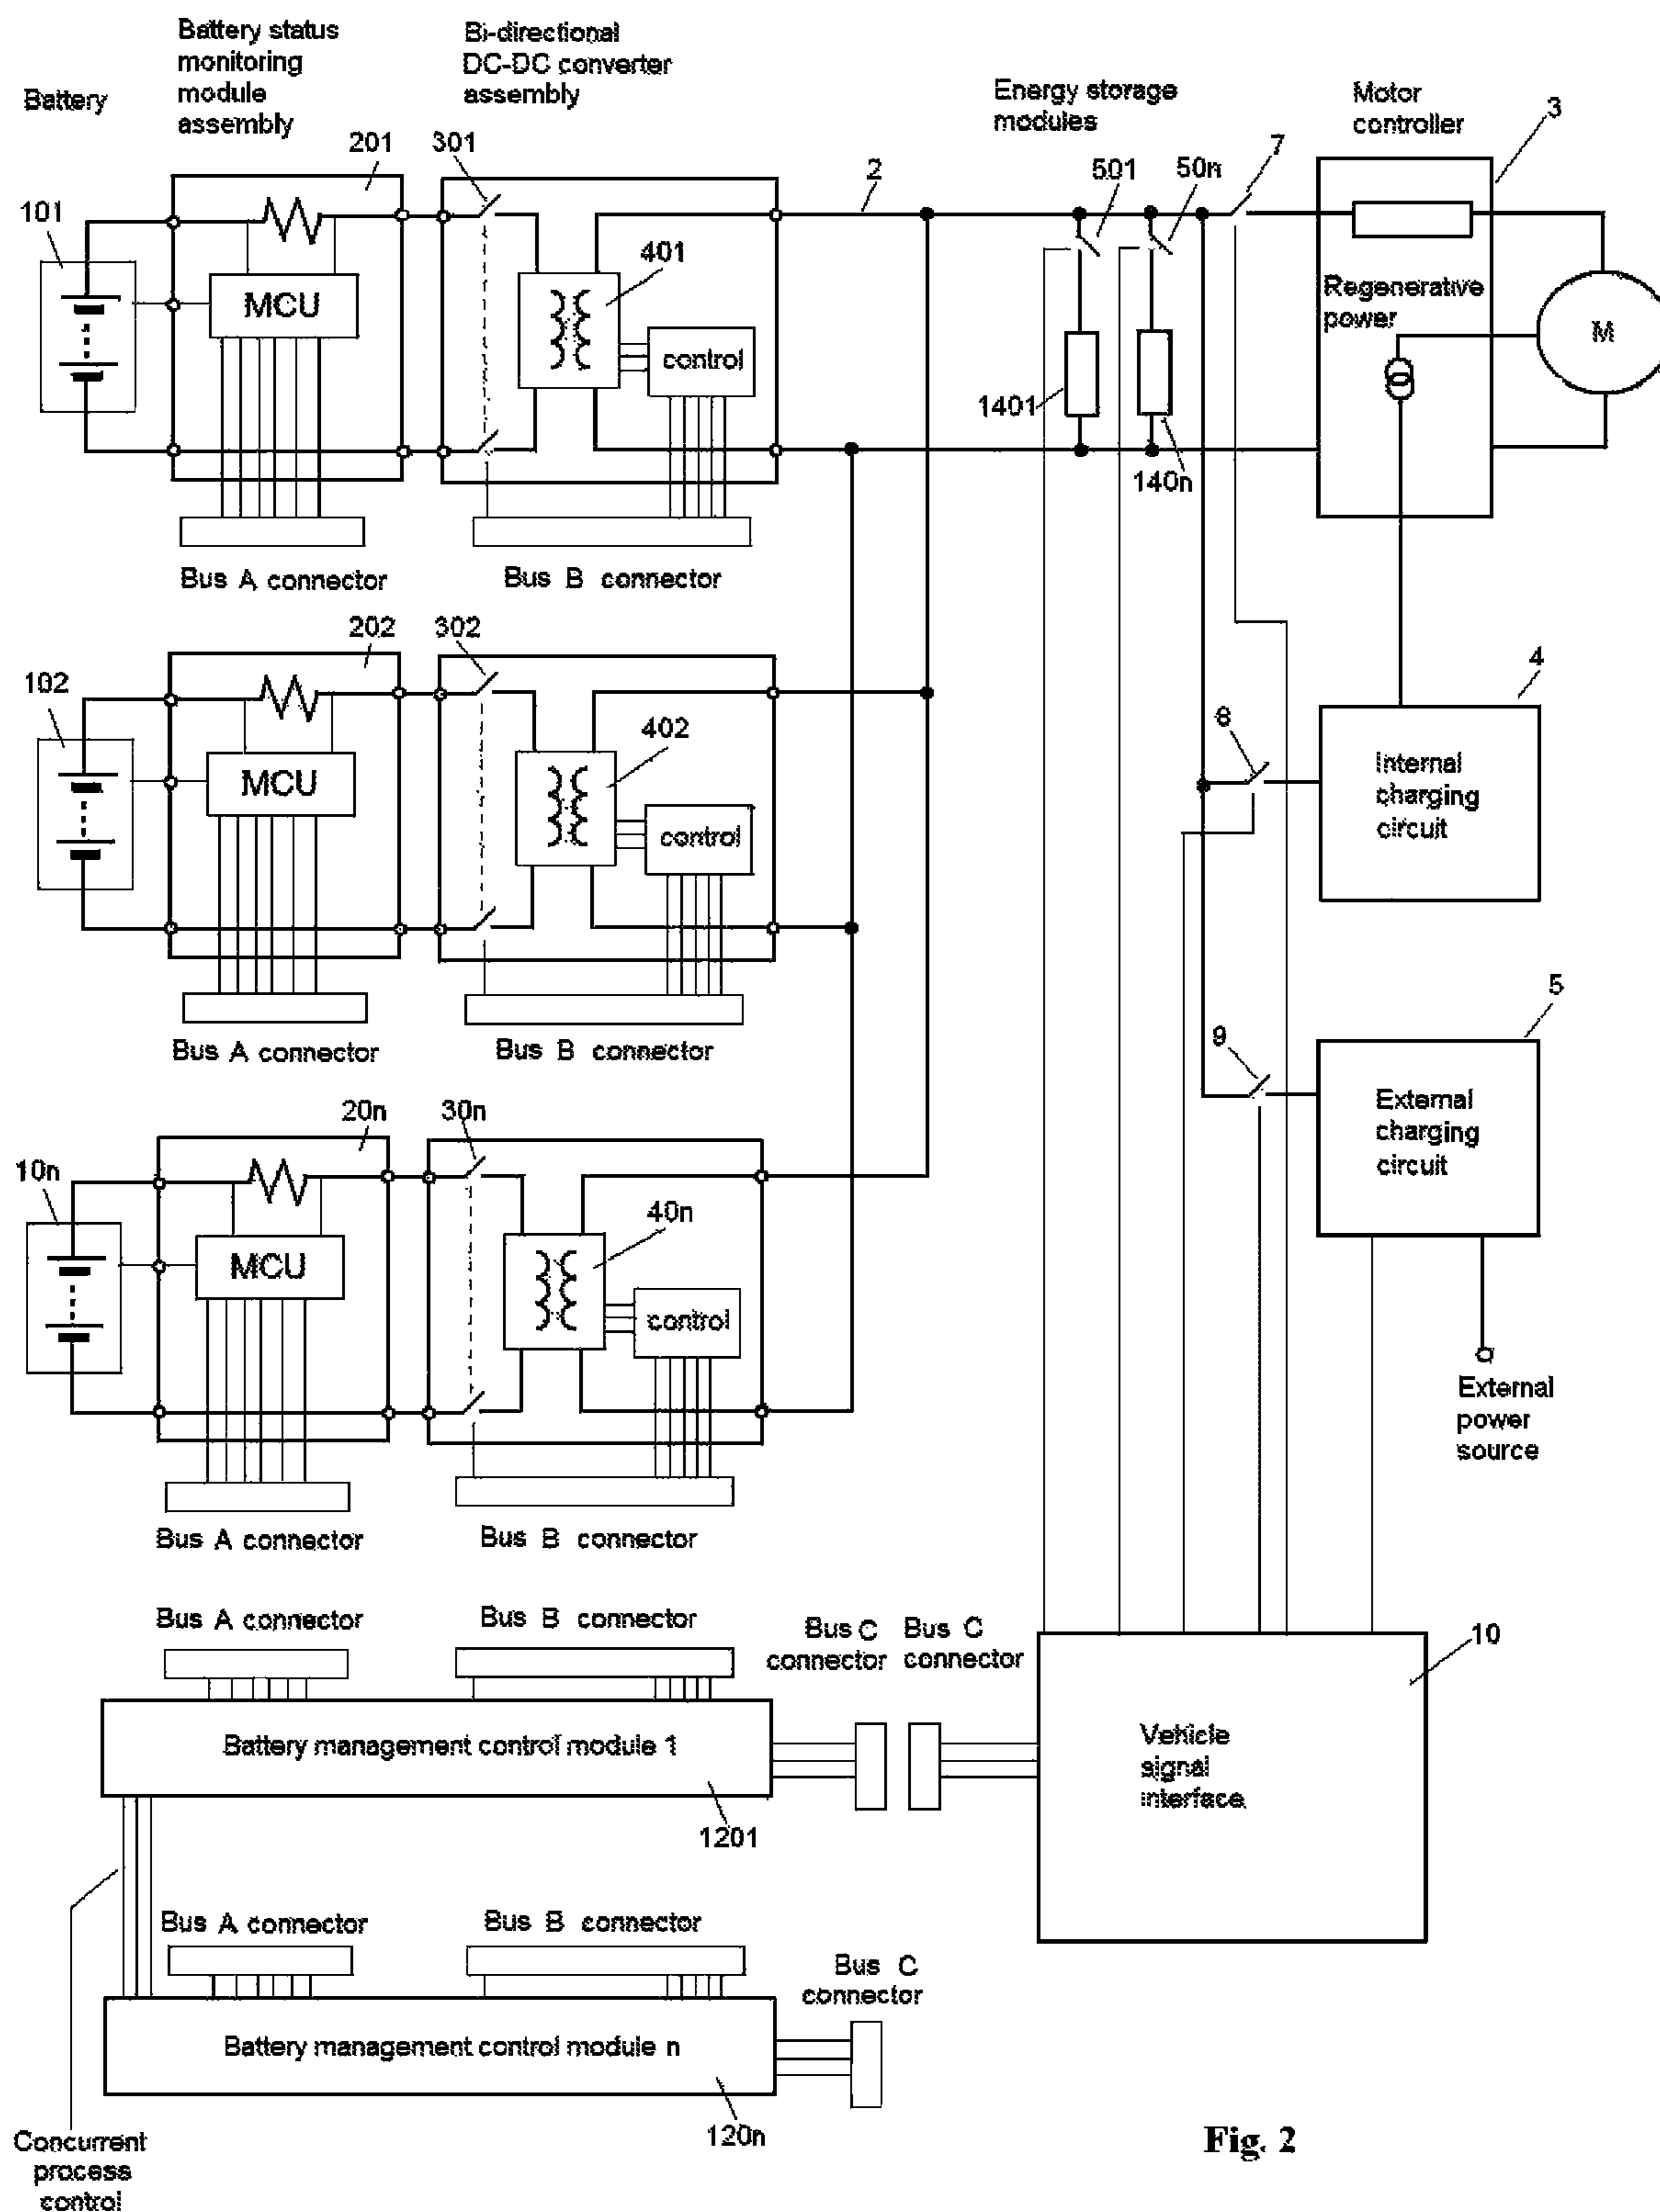 Battery
Battery status
monitoring
module
assembly
Bi-directional
DC-DC converter
assembly
Energy storage
modules
Motor
controller
3
101
201
301
401
2
501
50n
7
MCU
control
1401
140n
Regenerative
power
M
Bus A connector
Bus B connector
102
202
302
402
MCU
control
8
4
Internal
charging
circuit
Bus A connector
Bus B connector
9
5
External
charging
circuit
External
power
source
10n
20n
30n
40n
MCU
control
Bus A connector
Bus B connector
Bus A connector
Bus B connector
Bus C
connector
Bus C
connector
10
Battery management control module 1
1201
Vehicle
signal
interface
Bus A connector
Bus B connector
Bus C
connector
Battery management control module n
120n
Concurrent
process
control
Fig. 2